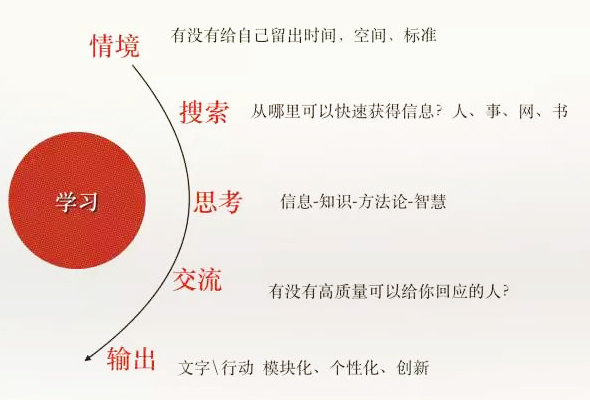 情境 有没有给自己留出时间，空间，标准
搜索 从哪里可以快速获得信息？人、事、网、书
学习
思考 信息-知识-方法论-智慧
交流 有没有高质量可以给你回应的人？
输出 文字\行动 模块化、个性化、创新